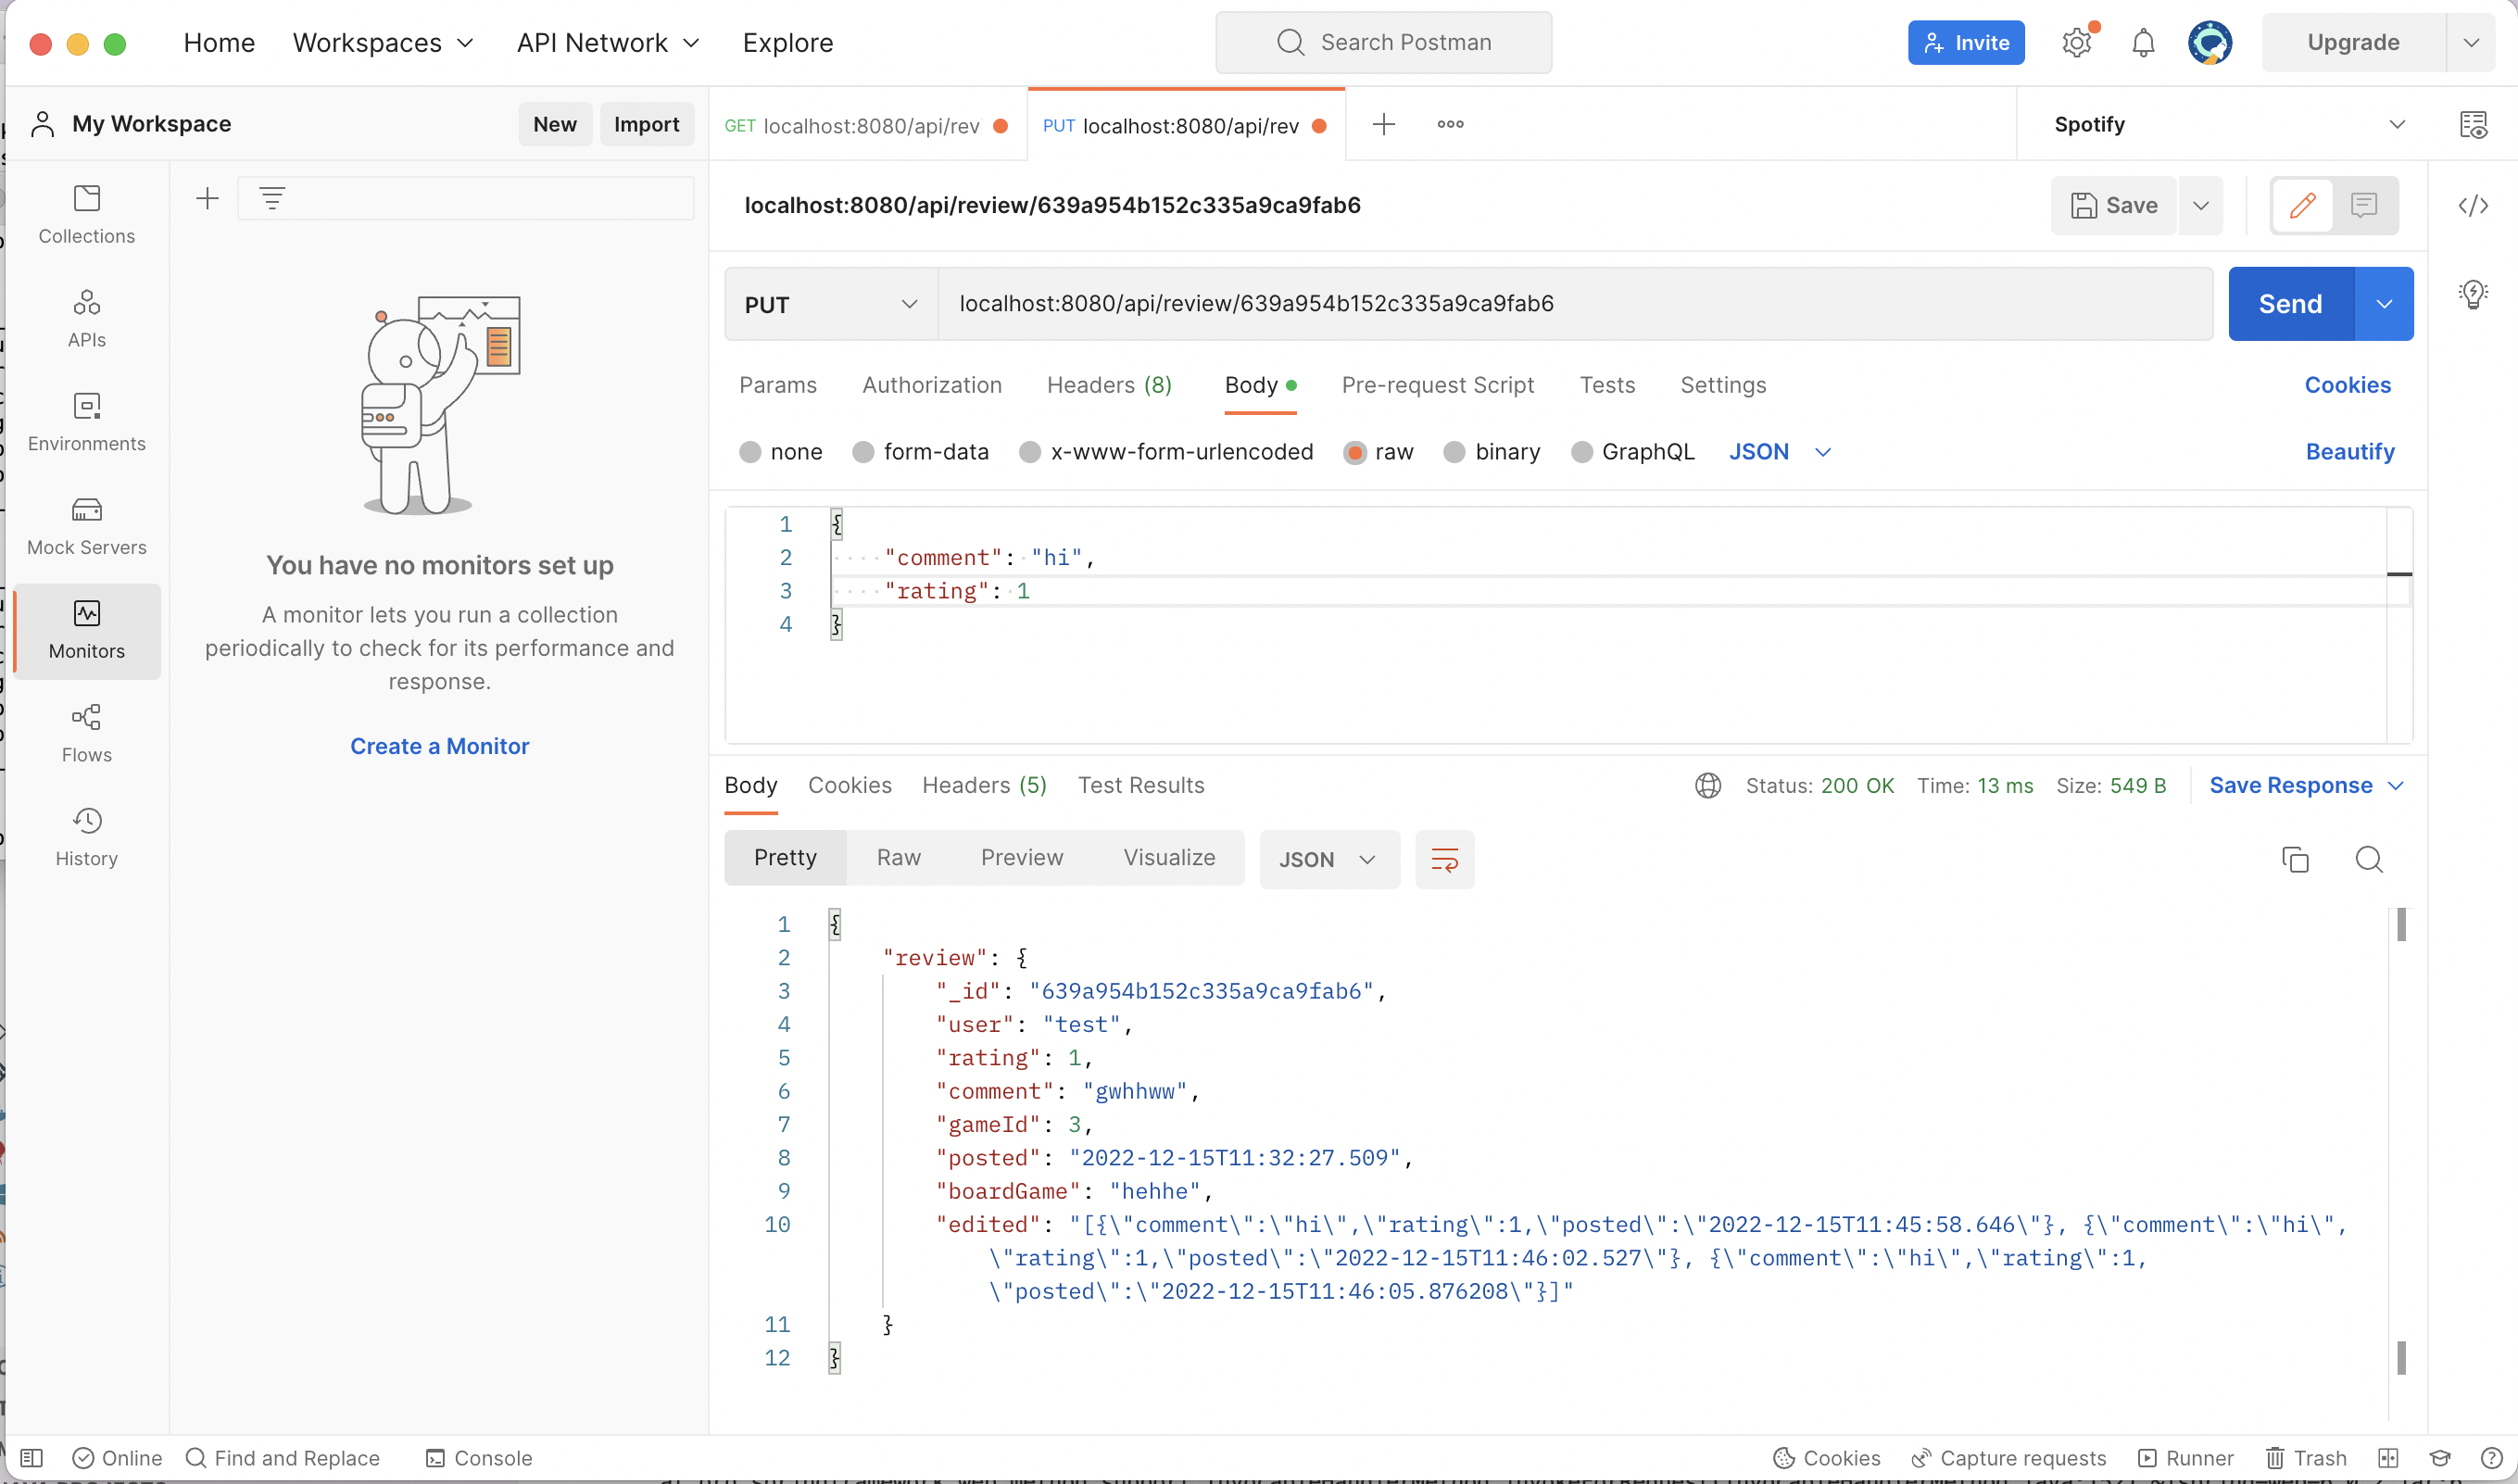 Home Workspaces API Network Explore Search Postman Invite Upgrade
My Workspace New Import GET localhost:8080/api/rev PUT localhost:8080/api/rev Spotify
Collections
APIs
Environments
Mock Servers
Monitors
Flows
History
You have no monitors set up
A monitor lets you run a collection
periodically to check for its performance and
response.
Create a Monitor
localhost:8080/api/review/639a954b152c335a9ca9fab6 Save
PUT localhost:8080/api/review/639a954b152c335a9ca9fab6 Send
Params Authorization Headers (8) Body Pre-request Script Tests Settings Cookies
none form-data x-www-form-urlencoded raw binary GraphQL JSON Beautify
1 {
2 "comment": "hi",
3 "rating": 1
4 }
Body Cookies Headers (5) Test Results Status: 200 OK Time: 13 ms Size: 549 B Save Response
Pretty Raw Preview Visualize JSON
1 {
2 "review": {
3 "_id": "639a954b152c335a9ca9fab6",
4 "user": "test",
5 "rating": 1,
6 "comment": "gwhhww",
7 "gameId": 3,
8 "posted": "2022-12-15T11:32:27.509",
9 "boardGame": "hehhe",
10 "edited": "[{\"comment\":\"hi\",\"rating\":1,\"posted\":\"2022-12-15T11:45:58.646\"}, {\"comment\":\"hi\",
\"rating\":1,\"posted\":\"2022-12-15T11:46:02.527\"}, {\"comment\":\"hi\",\"rating\":1,
\"posted\":\"2022-12-15T11:46:05.876208\"}]"
11 }
12 }
Online Find and Replace Console Cookies Capture requests Runner Trash